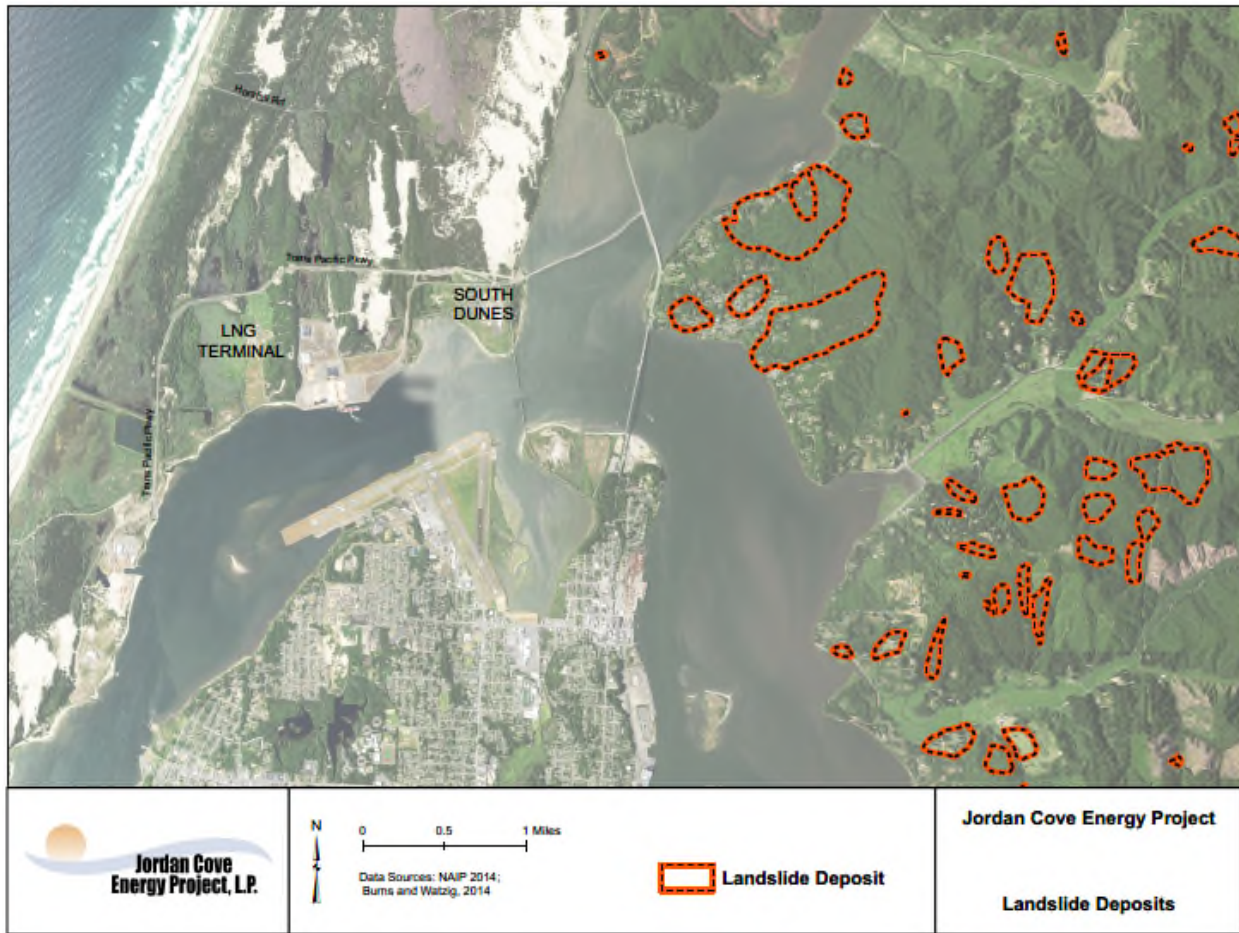 Horsfall Rd
Trans Pacific Pkwy
SOUTH
DUNES
LNG
TERMINAL
Trans Pacific Pkwy
Jordan Cove
Energy Project, L.P.
N
0 0.5 1 Miles
Data Sources: NAIP 2014;
Burns and Watzig, 2014
Landslide Deposit
Jordan Cove Energy Project
Landslide Deposits